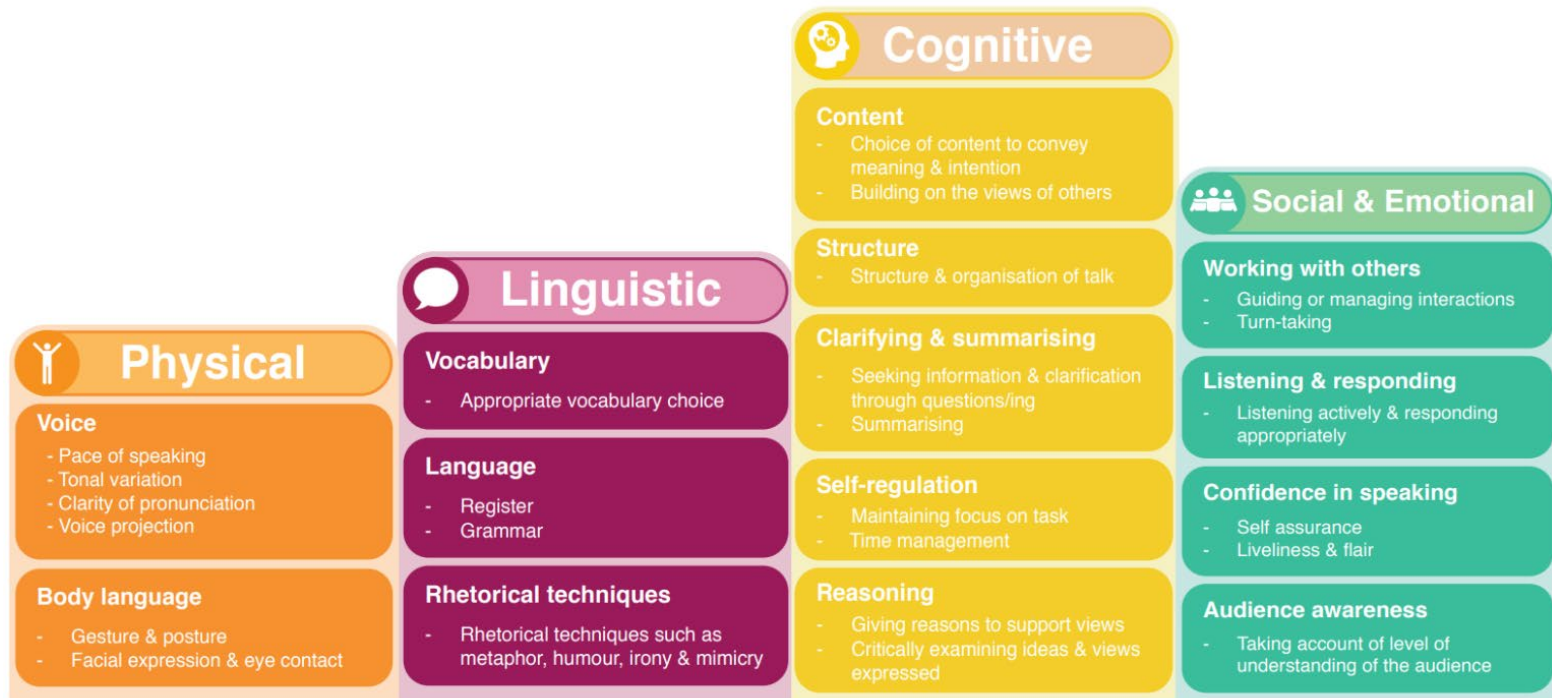 Physical
Voice
- Pace of speaking
- Tonal variation
- Clarity of pronunciation
- Voice projection
Body language
- Gesture & posture
- Facial expression & eye contact
Linguistic
Vocabulary
- Appropriate vocabulary choice
Language
- Register
- Grammar
Rhetorical techniques
- Rhetorical techniques such as
metaphor, humour, irony & mimicry
Cognitive
Content
- Choice of content to convey
meaning & intention
- Building on the views of others
Structure
- Structure & organisation of talk
Clarifying & summarising
- Seeking information & clarification
through questions/ing
- Summarising
Self-regulation
- Maintaining focus on task
- Time management
Reasoning
- Giving reasons to support views
- Critically examining ideas & views
expressed
Social & Emotional
Working with others
- Guiding or managing interactions
- Turn-taking
Listening & responding
- Listening actively & responding
appropriately
Confidence in speaking
- Self assurance
- Liveliness & flair
Audience awareness
- Taking account of level of
understanding of the audience